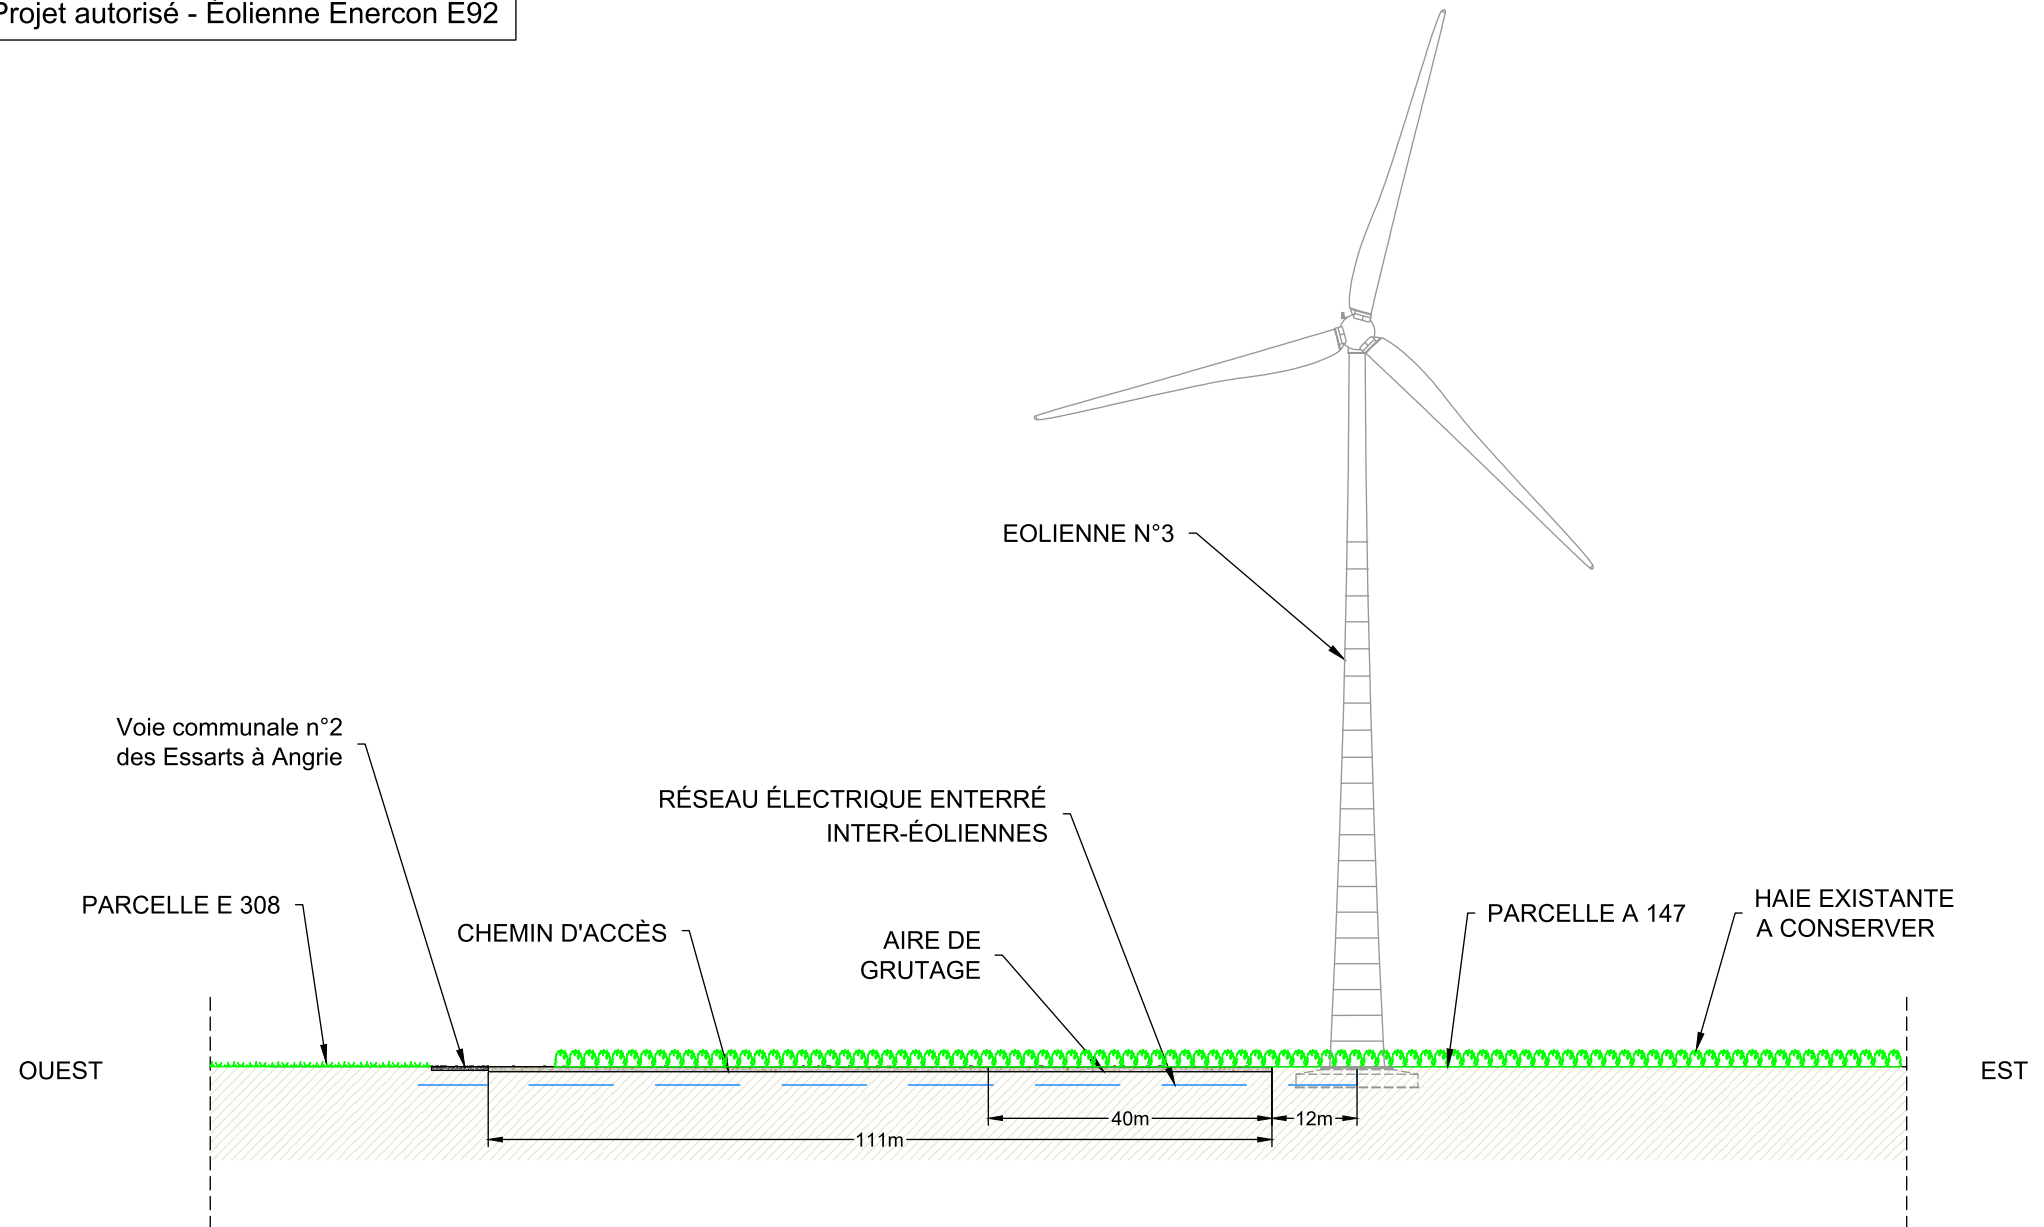 Projet autorisé - Éolienne Enercon E92
EOLIENNE N°3
Voie communale n°2
des Essarts à Angrie
RÉSEAU ÉLECTRIQUE ENTERRÉ
INTER-ÉOLIENNES
PARCELLE E 308
CHEMIN D'ACCÈS
AIRE DE
GRUTAGE
PARCELLE A 147
HAIE EXISTANTE
A CONSERVER
OUEST
EST
40m
12m
111m